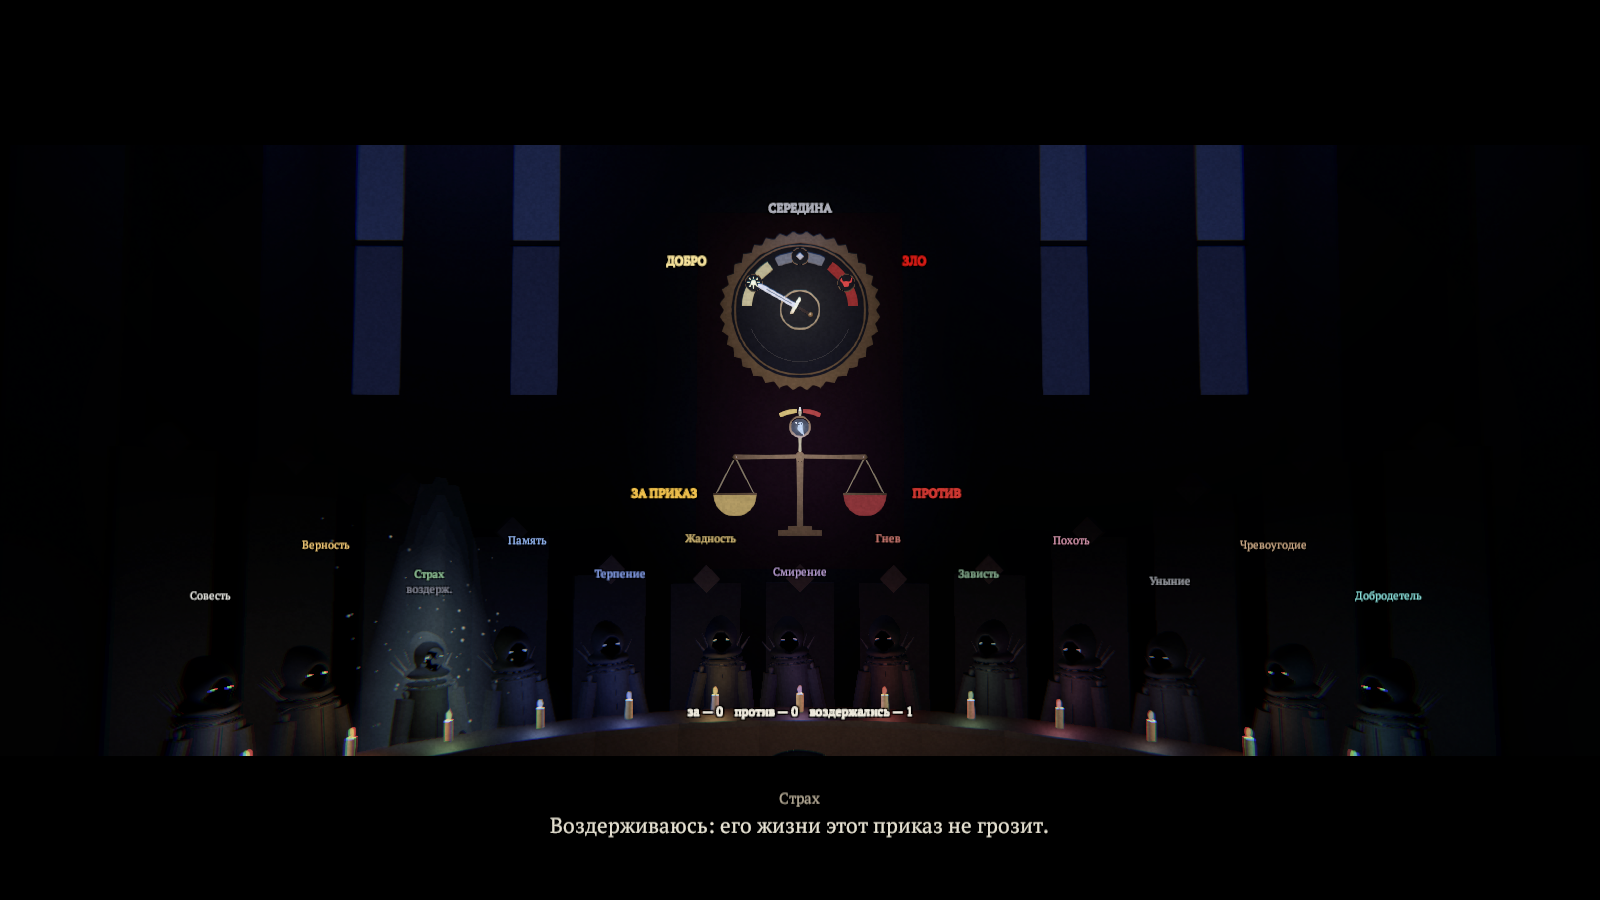 СЕРЕДИНА
ДОБРО
ЗЛО
ЗА ПРИКАЗ
ПРОТИВ
Верность
Память
Жадность
Гнев
Похоть
Чревоугодие
Совесть
Страх
воздерж.
Терпение
Смирение
Зависть
Уныние
Добродетель
за — 0 против — 0 воздержались — 1
Страх
Воздерживаюсь: его жизни этот приказ не грозит.